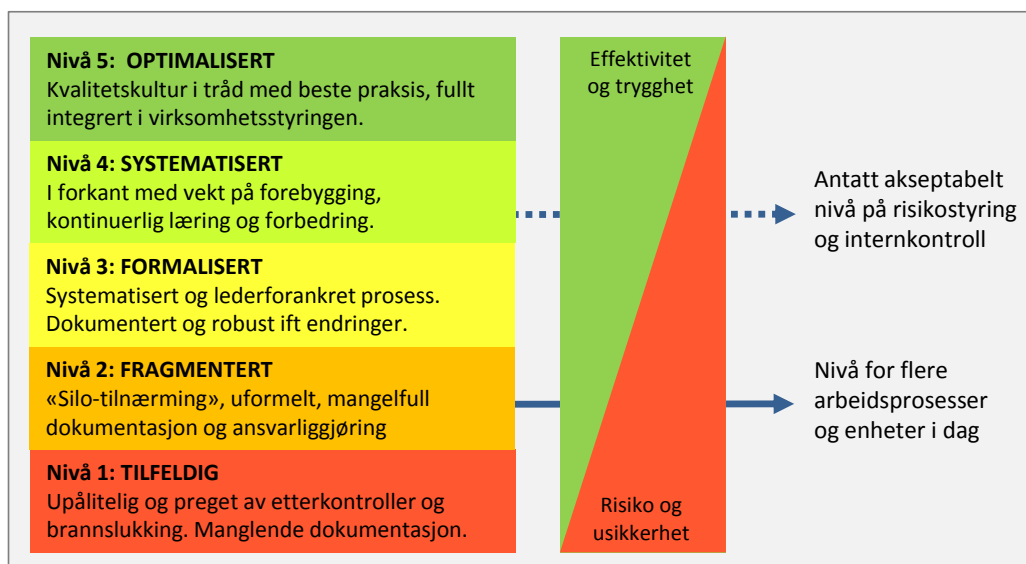 Nivå 5:  OPTIMALISERT
Kvalitetskultur i tråd med beste praksis, fullt
integrert i virksomhetsstyringen.
Nivå 4: SYSTEMATISERT
I forkant med vekt på forebygging,
kontinuerlig læring og forbedring.
Nivå 3: FORMALISERT
Systematisert og lederforankret prosess.
Dokumentert og robust ift endringer.
Nivå 2: FRAGMENTERT
«Silo-tilnærming», uformelt, mangelfull
dokumentasjon og ansvarliggjøring
Nivå 1: TILFELDIG
Upålitelig og preget av etterkontroller og
brannslukking. Manglende dokumentasjon.
Effektivitet
og trygghet
Risiko og
usikkerhet
Antatt akseptabelt
nivå på risikostyring
og internkontroll
Nivå for flere
arbeidsprosesser
og enheter i dag